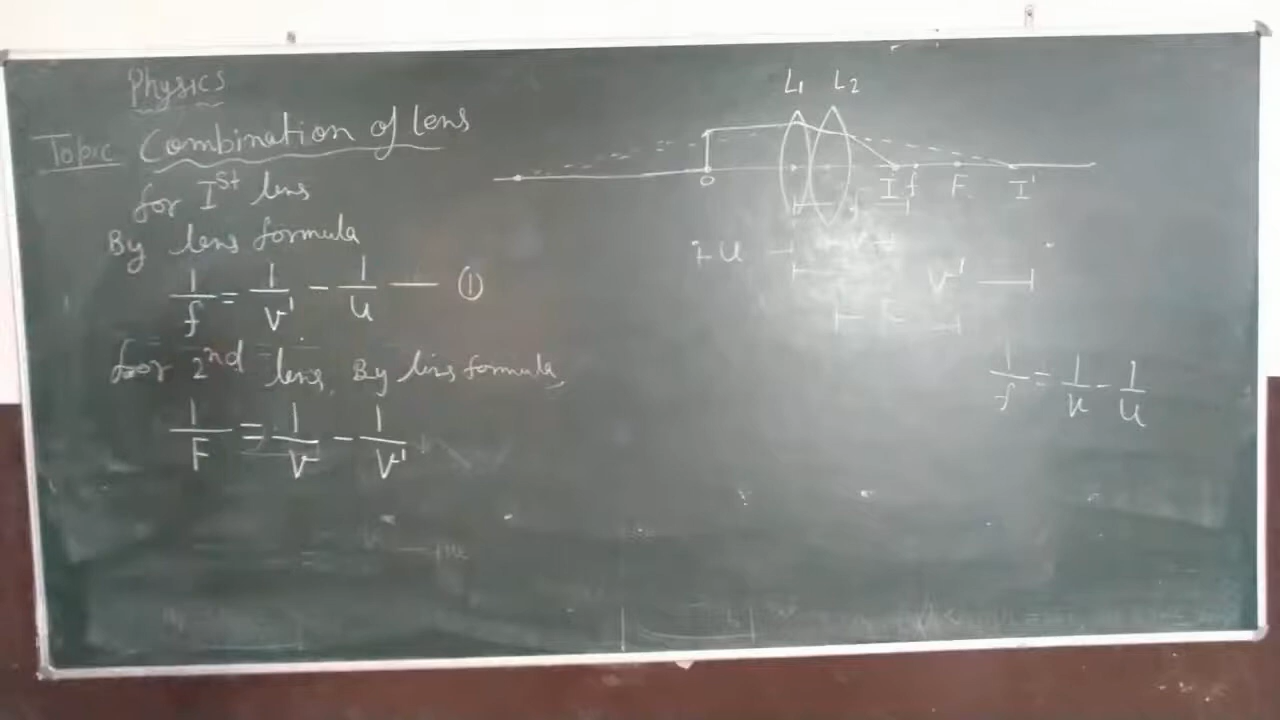 Physics
Topic Combination of lens
for Ist lens
By lens formula
1/f = 1/v' - 1/u — ①
for 2nd lens, By lins formula
1/F = 1/v - 1/v'
L1 L2
O I f F I'
f
+u v
v'
F
1/f = 1/v - 1/u